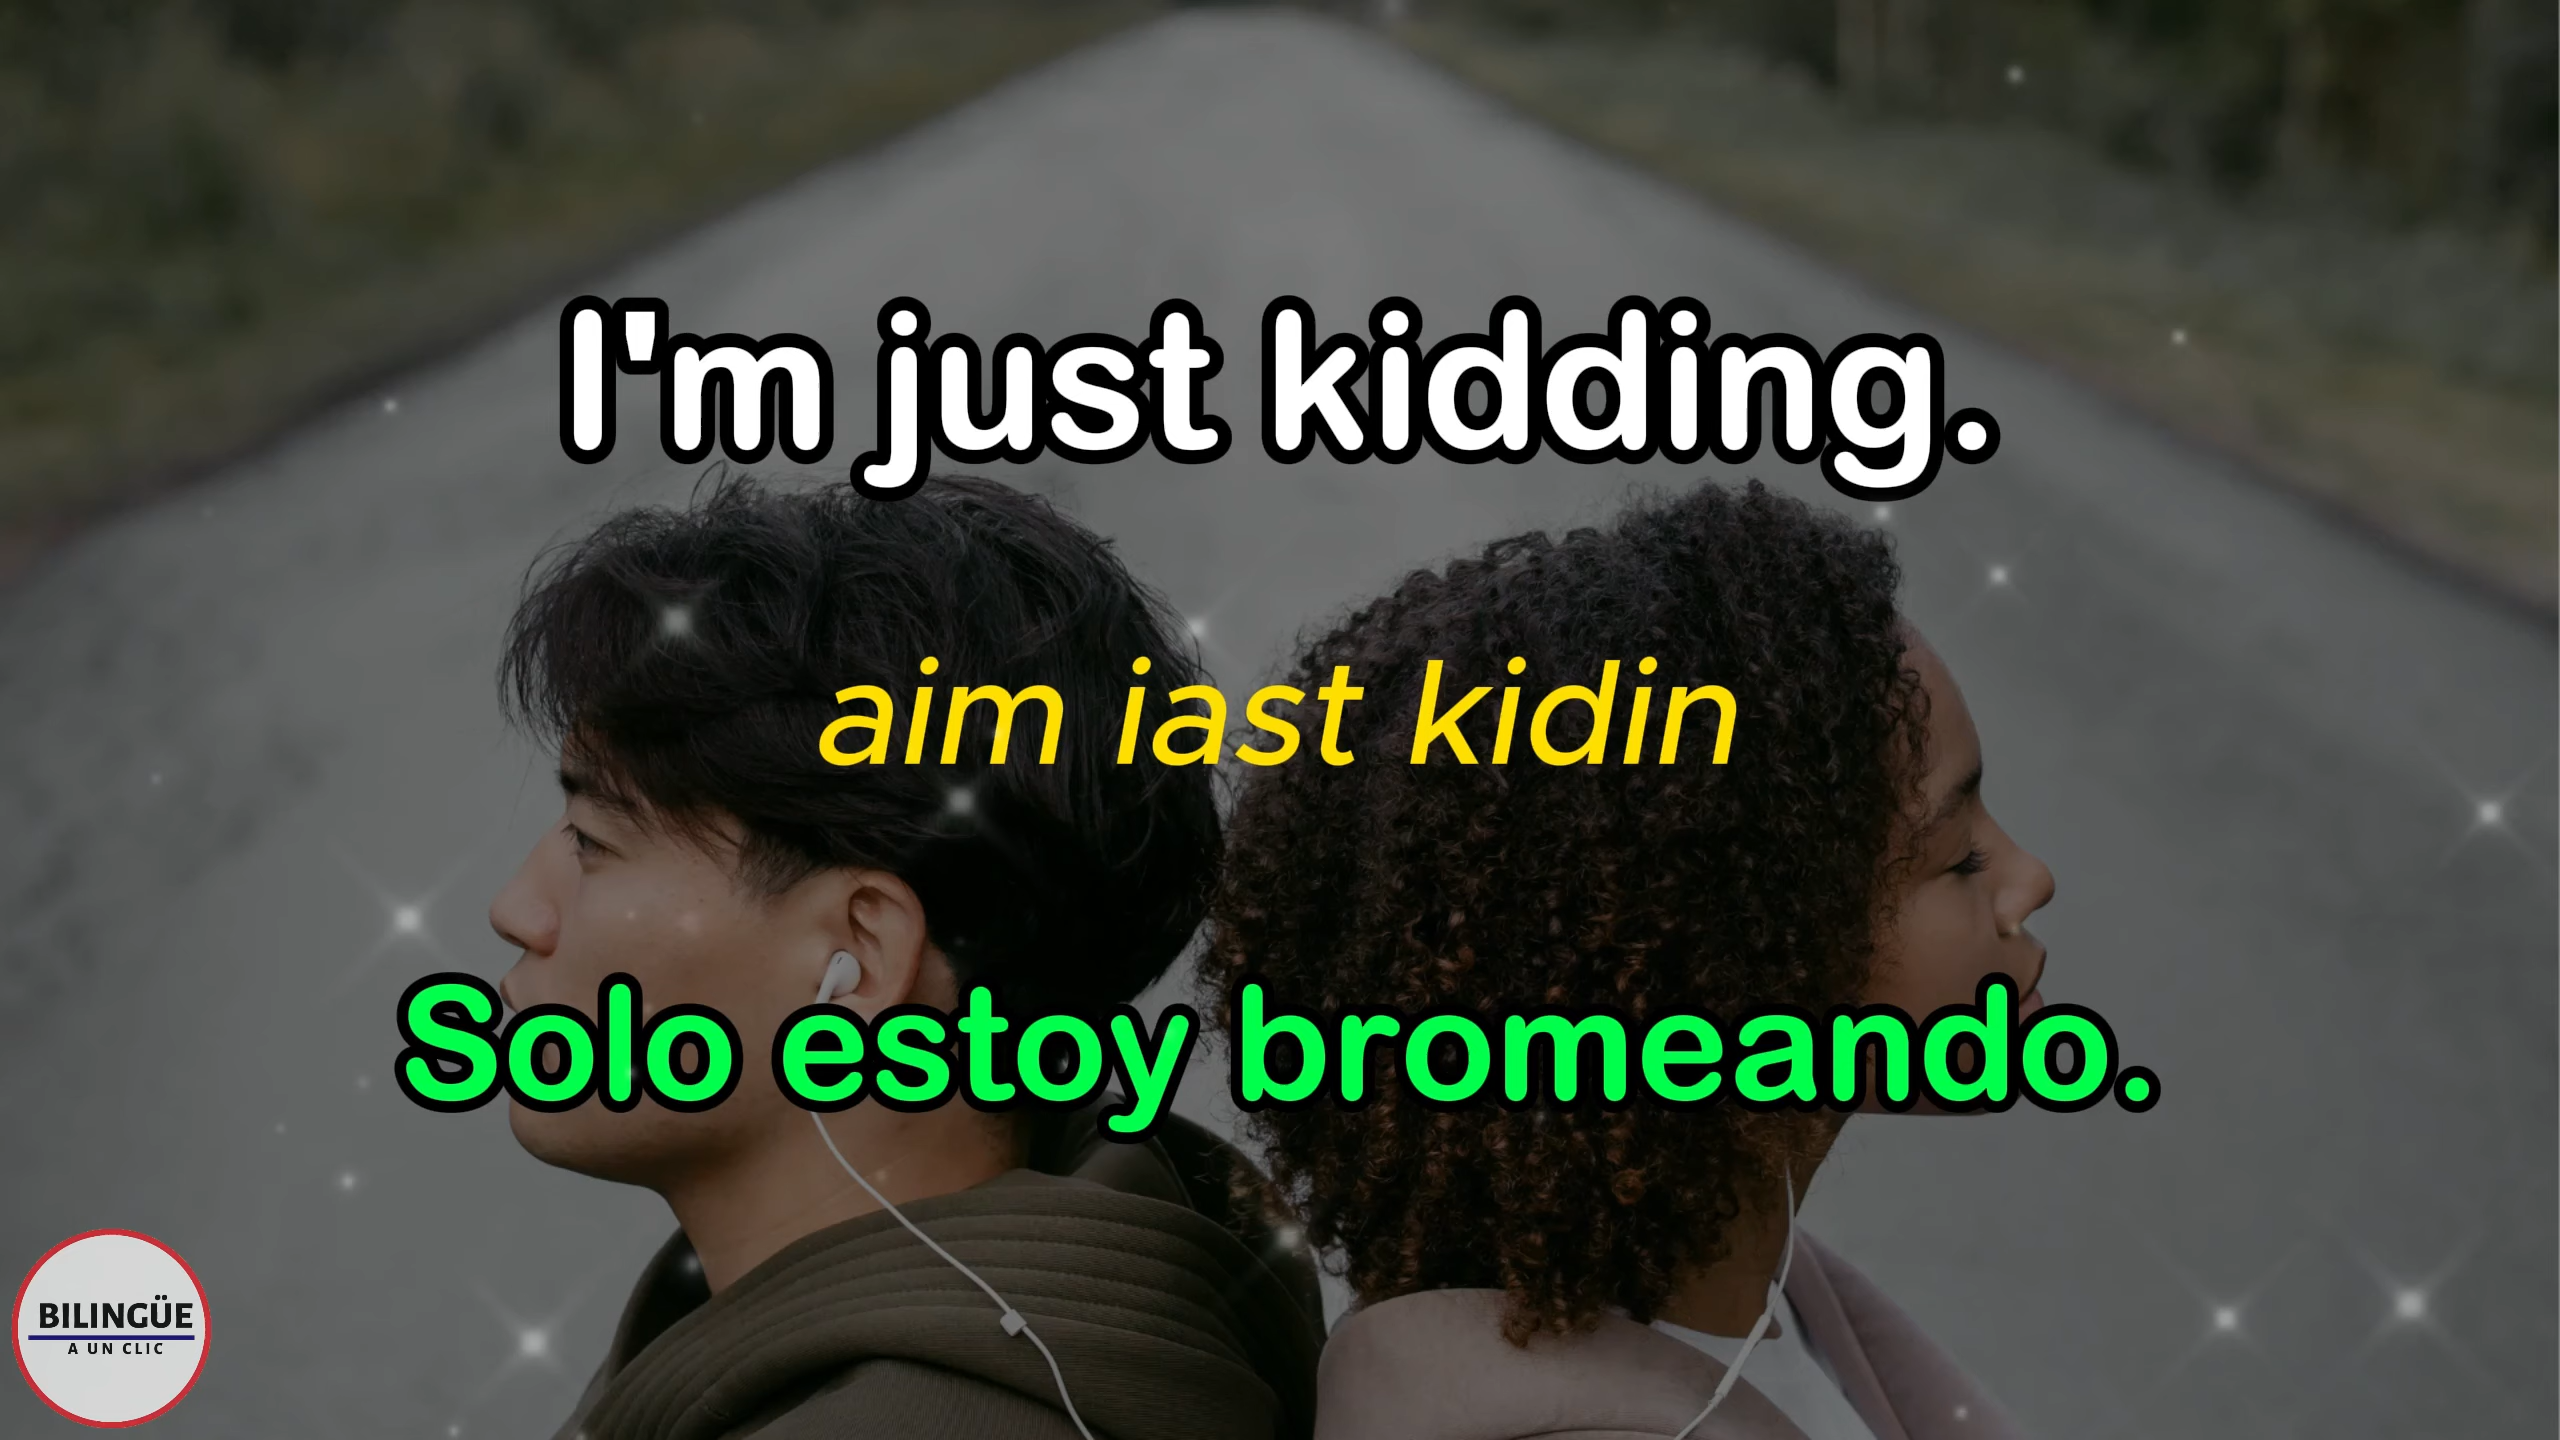 I'm just kidding.
aim iast kidin
Solo estoy bromeando.
BILINGÜE
A UN CLIC